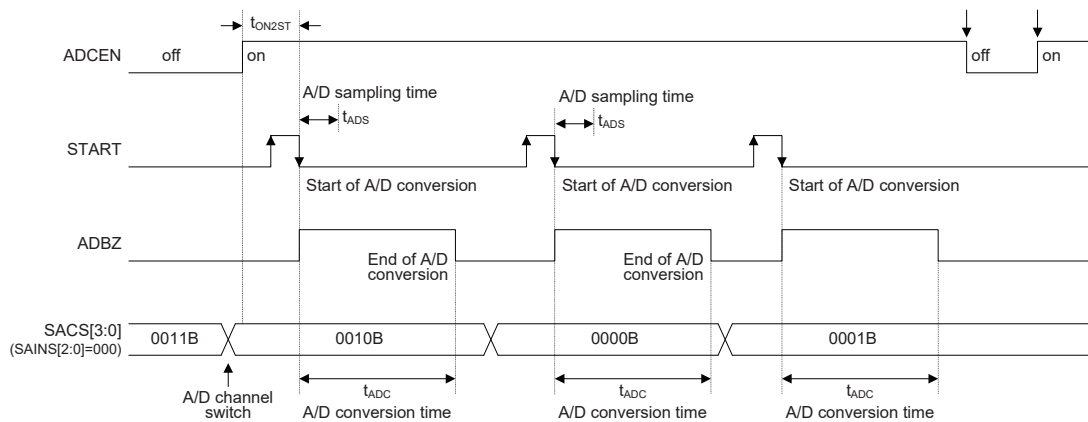 tON2ST
ADCEN
off
on
off
on
A/D sampling time
A/D sampling time
tADS
tADS
START
Start of A/D conversion
Start of A/D conversion
Start of A/D conversion
ADBZ
End of A/D
conversion
End of A/D
conversion
SACS[3:0]
(SAINS[2:0]=000)
0011B
0010B
0000B
0001B
A/D channel
switch
tADC
A/D conversion time
tADC
A/D conversion time
tADC
A/D conversion time